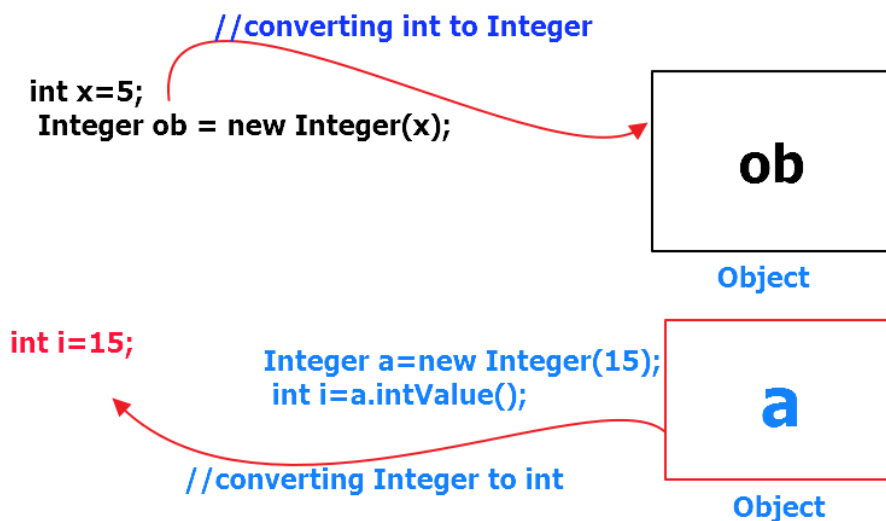 //converting int to Integer
int x=5;
Integer ob = new Integer(x);
ob
Object
int i=15;
Integer a=new Integer(15);
int i=a.intValue();
a
//converting Integer to int
Object